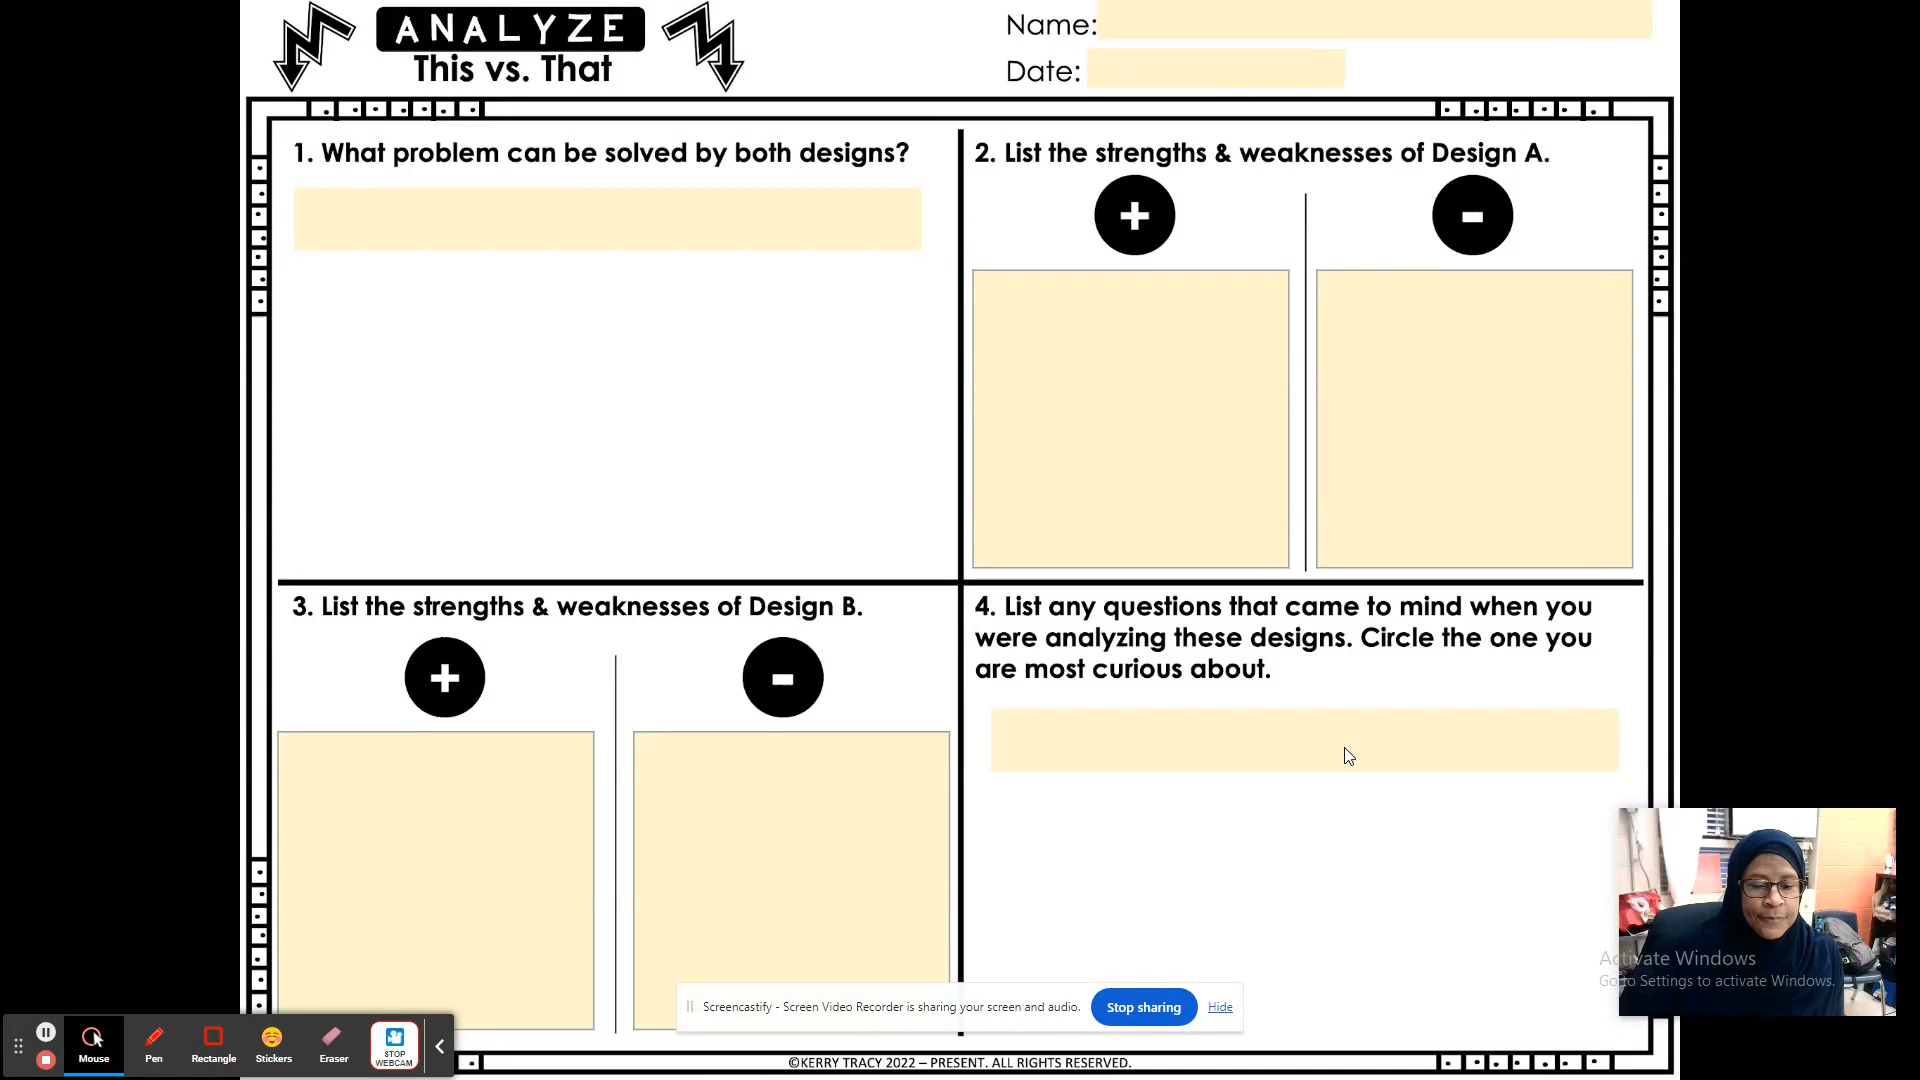 ANALYZE
This vs. That
Name:
Date:
1. What problem can be solved by both designs?
2. List the strengths & weaknesses of Design A.
+
-
3. List the strengths & weaknesses of Design B.
+
-
4. List any questions that came to mind when you
were analyzing these designs. Circle the one you
are most curious about.
Activate Windows
Go to Settings to activate Windows.
Screencastify - Screen Video Recorder is sharing your screen and audio.
Stop sharing
Hide
Mouse
Pen
Rectangle
Stickers
Eraser
STOP
WEBCAM
©KERRY TRACY 2022 – PRESENT. ALL RIGHTS RESERVED.